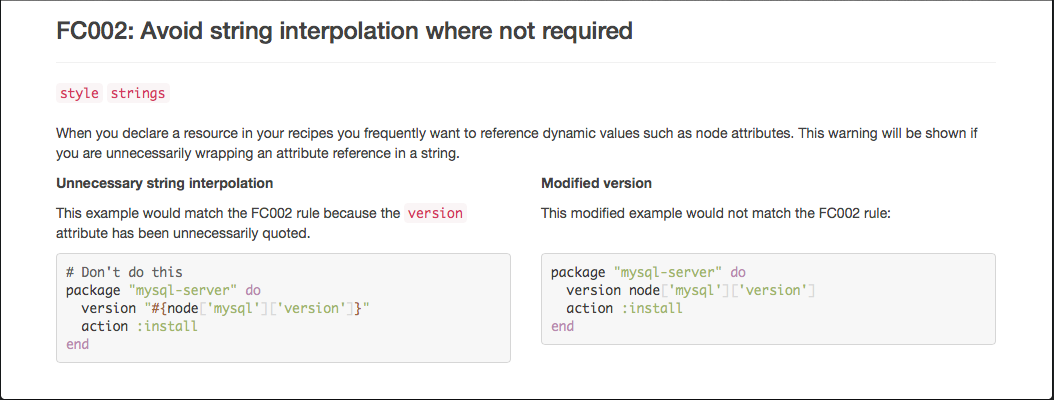 FC002: Avoid string interpolation where not required
style strings
When you declare a resource in your recipes you frequently want to reference dynamic values such as node attributes. This warning will be shown if
you are unnecessarily wrapping an attribute reference in a string.
Unnecessary string interpolation
This example would match the FC002 rule because the version
attribute has been unnecessarily quoted.
# Don't do this
package "mysql-server" do
  version "#{node['mysql']['version']}"
  action :install
end
Modified version
This modified example would not match the FC002 rule:
package "mysql-server" do
  version node['mysql']['version']
  action :install
end